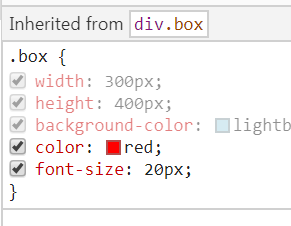 Inherited from div.box
.box {
width: 300px;
height: 400px;
background-color: lightb
color: red;
font-size: 20px;
}